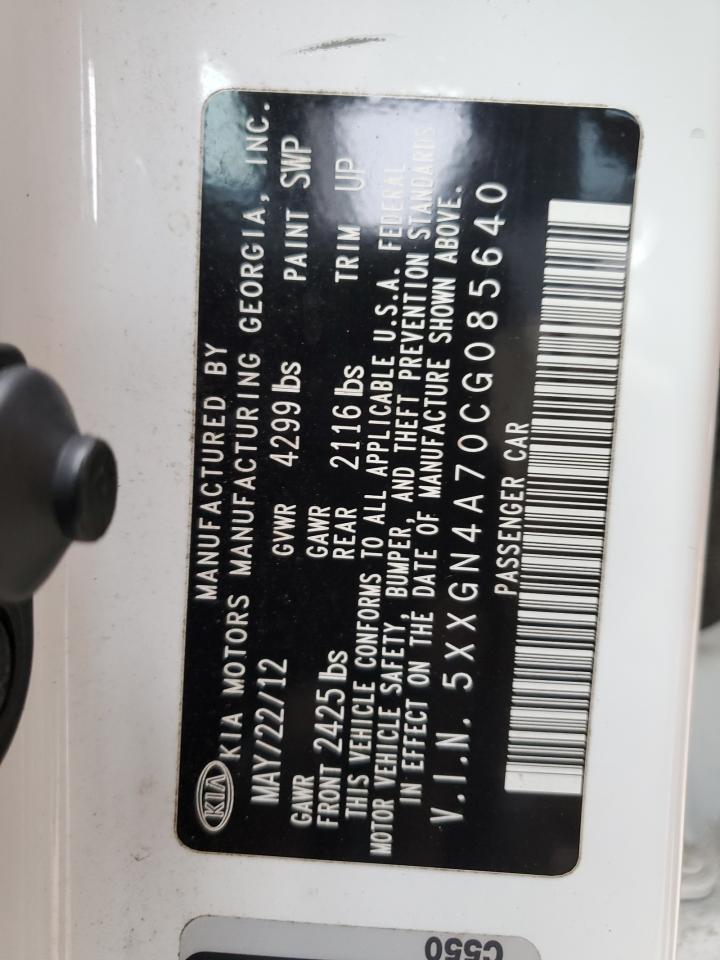 MANUFACTURED BY
KIA KIA MOTORS MANUFACTURING GEORGIA, INC.
MAY/22/12 GVWR 4299 lbs PAINT SWP
GAWR FRONT 2425 lbs GAWR REAR 2116 lbs TRIM UP
THIS VEHICLE CONFORMS TO ALL APPLICABLE U.S.A. FEDERAL
MOTOR VEHICLE SAFETY, BUMPER, AND THEFT PREVENTION STANDARDS
IN EFFECT ON THE DATE OF MANUFACTURE SHOWN ABOVE.
V.I.N. 5XXGN4A70CG085640
PASSENGER CAR
C550